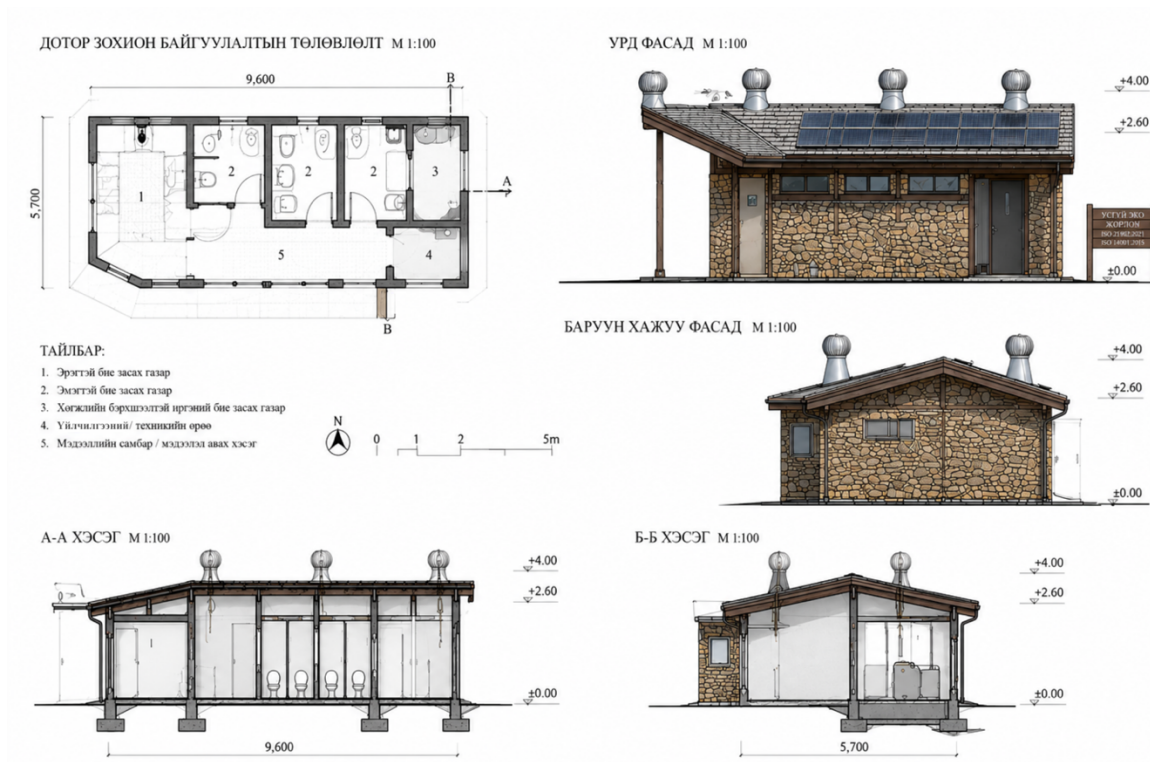 ДОТОР ЗОХИОН БАЙГУУЛАЛТЫН ТӨЛӨВЛӨЛТ М 1:100
9,600
B
5,700
1
2
2
2
3
A
5
4
B
ТАЙЛБАР:
1. Эрэгтэй бие засах газар
2. Эмэгтэй бие засах газар
3. Хөгжлийн бэрхшээлтэй иргэний бие засах газар
4. Үйлчилгээний/ техникийн өрөө
5. Мэдээллийн самбар / мэдээлэл авах хэсэг
N
0 1 2 5m
УРД ФАСАД М 1:100
+4.00
+2.60
УСГҮЙ ЭКО
ЖОРЛОН
ISO 14001:2015
±0.00
БАРУУН ХАЖУУ ФАСАД М 1:100
+4.00
+2.60
±0.00
А-А ХЭСЭГ М 1:100
+4.00
+2.60
±0.00
9,600
Б-Б ХЭСЭГ М 1:100
+4.00
+2.60
±0.00
5,700